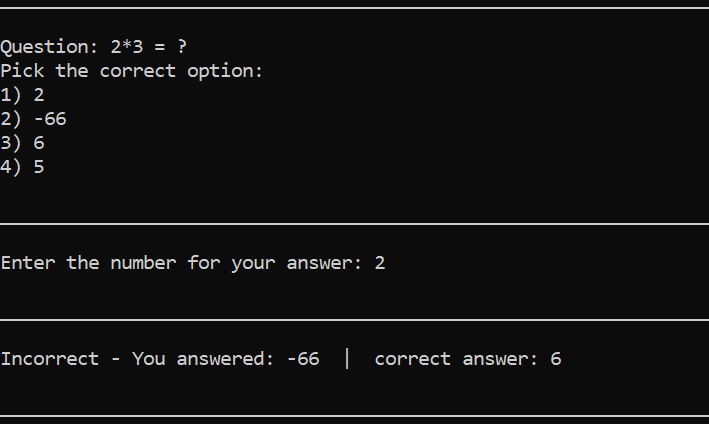 Question: 2*3 = ?
Pick the correct option:
1) 2
2) -66
3) 6
4) 5
Enter the number for your answer: 2
Incorrect - You answered: -66 | correct answer: 6